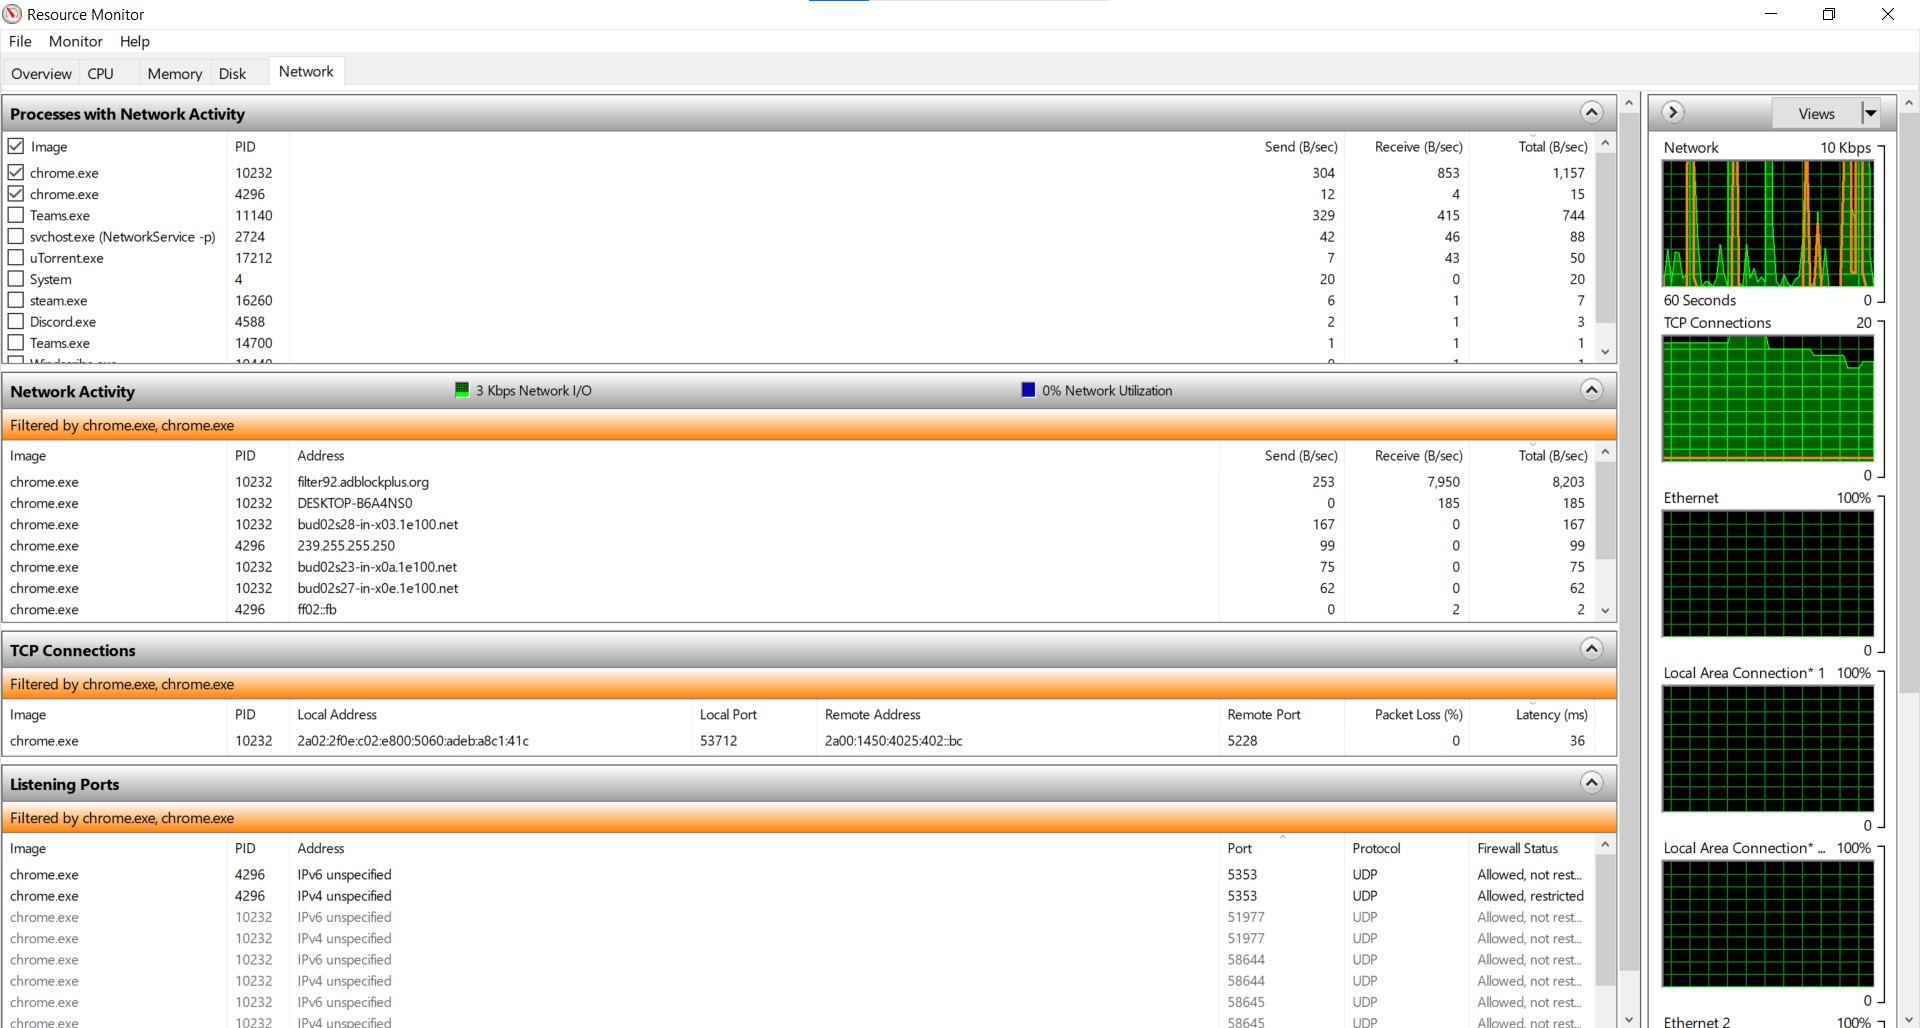 Resource Monitor
File Monitor Help
Overview CPU Memory Disk Network
Processes with Network Activity
Image PID Send (B/sec) Receive (B/sec) Total (B/sec)
chrome.exe 10232 304 853 1,157
chrome.exe 4296 12 4 15
Teams.exe 11140 329 415 744
svchost.exe (NetworkService -p) 2724 42 46 88
uTorrent.exe 17212 7 43 50
System 4 20 0 20
steam.exe 16260 6 1 7
Discord.exe 4588 2 1 3
Teams.exe 14700 1 1 1
Network Activity 3 Kbps Network I/O 0% Network Utilization
Filtered by chrome.exe, chrome.exe
Image PID Address Send (B/sec) Receive (B/sec) Total (B/sec)
chrome.exe 10232 filter92.adblockplus.org 253 7,950 8,203
chrome.exe 10232 DESKTOP-B6A4NS0 0 185 185
chrome.exe 10232 bud02s28-in-x03.1e100.net 167 0 167
chrome.exe 4296 239.255.255.250 99 0 99
chrome.exe 10232 bud02s23-in-x0a.1e100.net 75 0 75
chrome.exe 10232 bud02s27-in-x0e.1e100.net 62 0 62
chrome.exe 4296 ff02::fb 0 2 2
TCP Connections
Filtered by chrome.exe, chrome.exe
Image PID Local Address Local Port Remote Address Remote Port Packet Loss (%) Latency (ms)
chrome.exe 10232 2a02:2f0e:c02:e800:5060:adeb:a8c1:41c 53712 2a00:1450:4025:402::bc 5228 0 36
Listening Ports
Filtered by chrome.exe, chrome.exe
Image PID Address Port Protocol Firewall Status
chrome.exe 4296 IPv6 unspecified 5353 UDP Allowed, not rest...
chrome.exe 4296 IPv4 unspecified 5353 UDP Allowed, restricted
chrome.exe 10232 IPv6 unspecified 51977 UDP Allowed, not rest...
chrome.exe 10232 IPv4 unspecified 51977 UDP Allowed, not rest...
chrome.exe 10232 IPv6 unspecified 58644 UDP Allowed, not rest...
chrome.exe 10232 IPv4 unspecified 58644 UDP Allowed, not rest...
chrome.exe 10232 IPv6 unspecified 58645 UDP Allowed, not rest...
chrome.exe 10232 IPv4 unspecified 58645 UDP Allowed, not rest...
Views
Network 10 Kbps
60 Seconds 0
TCP Connections 20
0
Ethernet 100%
0
Local Area Connection* 1 100%
0
Local Area Connection* ... 100%
0
Ethernet 2 100%